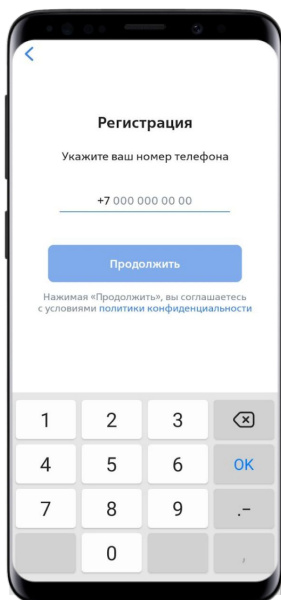 Регистрация
Укажите ваш номер телефона
+7 000 000 00 00
Продолжить
Нажимая «Продолжить», вы соглашаетесь
с условиями политики конфиденциальности
1 2 3
4 5 6 OK
7 8 9 .–
0 ,